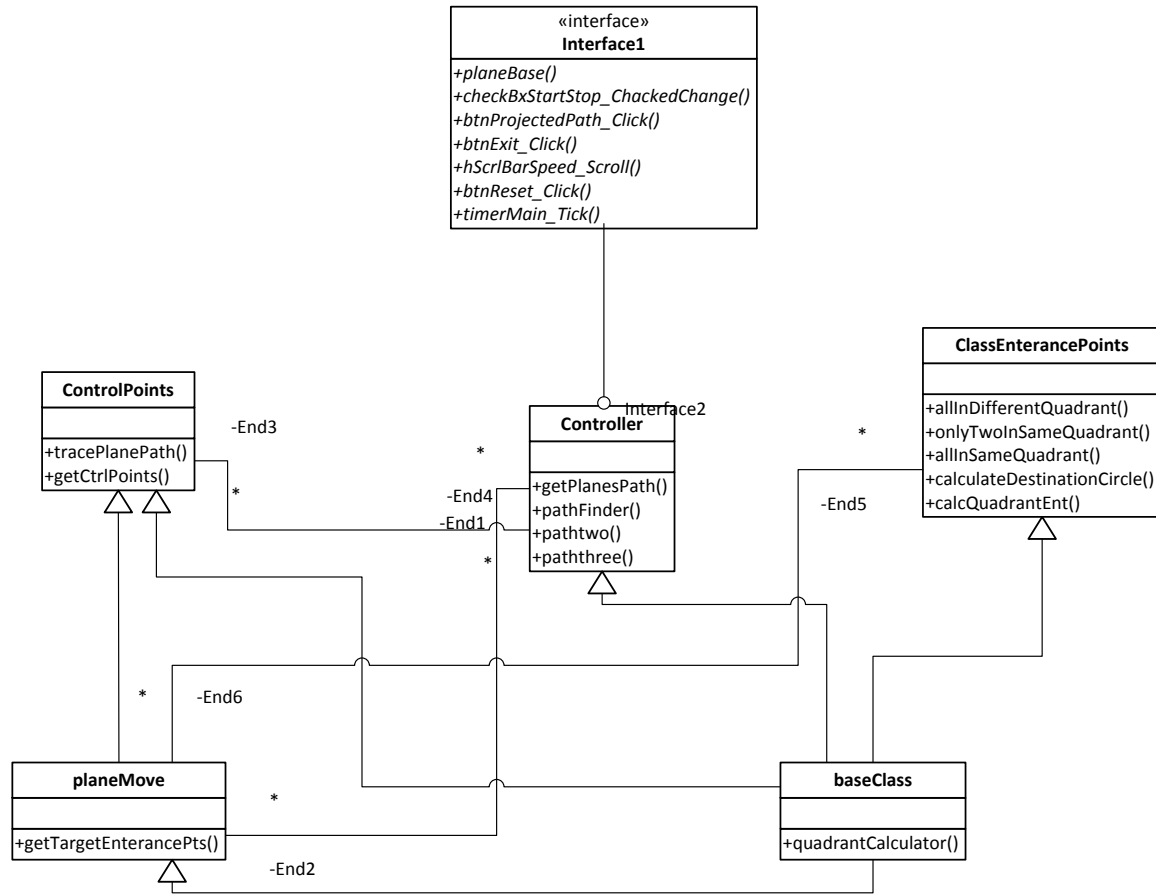 «interface»
Interface1
+planeBase()
+checkBxStartStop_ChackedChange()
+btnProjectedPath_Click()
+btnExit_Click()
+hScrlBarSpeed_Scroll()
+btnReset_Click()
+timerMain_Tick()
ClassEnterancePoints
+allInDifferentQuadrant()
+onlyTwoInSameQuadrant()
+allInSameQuadrant()
+calculateDestinationCircle()
+calcQuadrantEnt()
ControlPoints
+tracePlanePath()
+getCtrlPoints()
Interface2
Controller
+getPlanesPath()
+pathFinder()
+pathtwo()
+paththree()
-End3
*
*
-End4
-End1
*
*
-End5
*
-End6
planeMove
+getTargetEnterancePts()
*
-End2
baseClass
+quadrantCalculator()